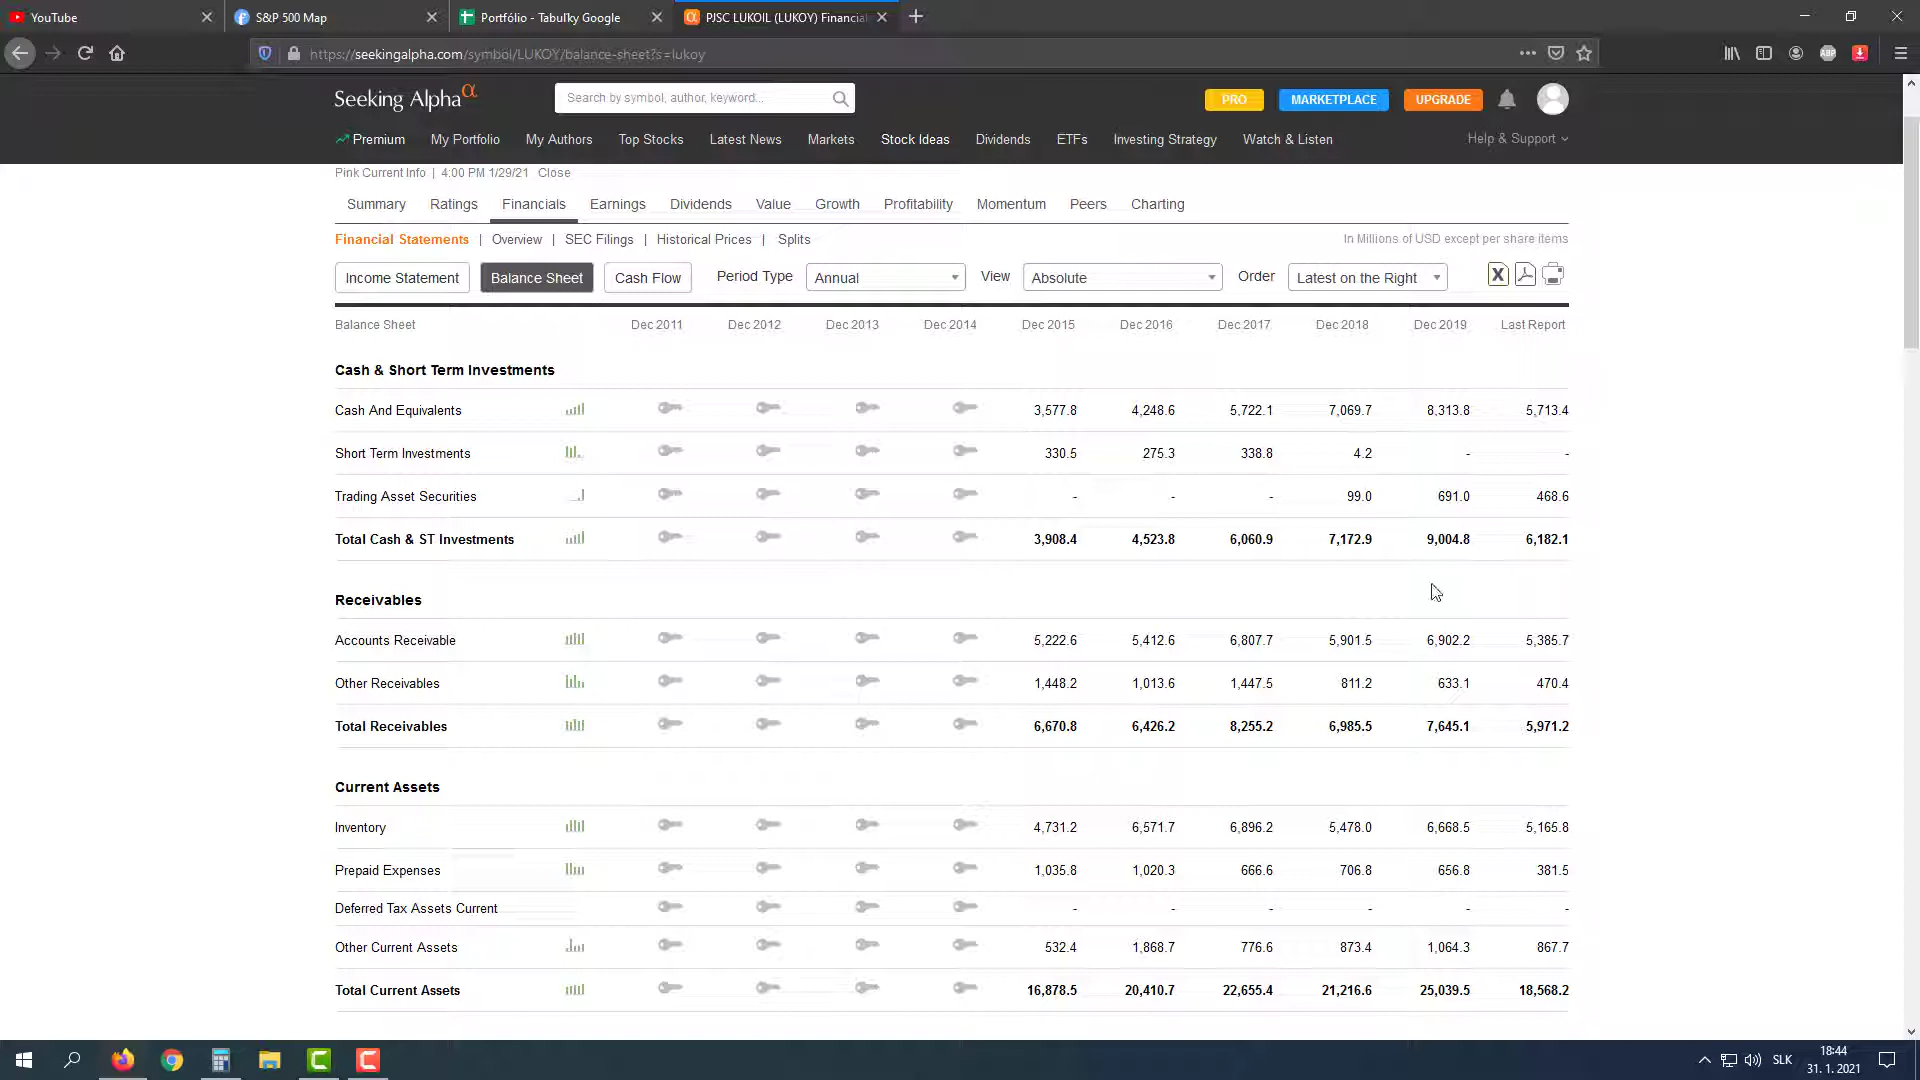 YouTube
S&P 500 Map
Portfólio - Tabuľky Google
PJSC LUKOIL (LUKOY) Financial
https://seekingalpha.com/symbol/LUKOY/balance-sheet?s=lukoy
Seeking Alpha α
Search by symbol, author, keyword...
PRO
MARKETPLACE
UPGRADE
Premium My Portfolio My Authors Top Stocks Latest News Markets Stock Ideas Dividends ETFs Investing Strategy Watch & Listen Help & Support
Pink Current Info | 4:00 PM 1/29/21 Close
Summary Ratings Financials Earnings Dividends Value Growth Profitability Momentum Peers Charting
Financial Statements | Overview | SEC Filings | Historical Prices | Splits In Millions of USD except per share items
Income Statement Balance Sheet Cash Flow Period Type Annual View Absolute Order Latest on the Right
Balance Sheet Dec 2011 Dec 2012 Dec 2013 Dec 2014 Dec 2015 Dec 2016 Dec 2017 Dec 2018 Dec 2019 Last Report
Cash & Short Term Investments
Cash And Equivalents 3,577.8 4,248.6 5,722.1 7,069.7 8,313.8 5,713.4
Short Term Investments 330.5 275.3 338.8 4.2 - -
Trading Asset Securities - - - 99.0 691.0 468.6
Total Cash & ST Investments 3,908.4 4,523.8 6,060.9 7,172.9 9,004.8 6,182.1
Receivables
Accounts Receivable 5,222.6 5,412.6 6,807.7 5,901.5 6,902.2 5,385.7
Other Receivables 1,448.2 1,013.6 1,447.5 811.2 633.1 470.4
Total Receivables 6,670.8 6,426.2 8,255.2 6,985.5 7,645.1 5,971.2
Current Assets
Inventory 4,731.2 6,571.7 6,896.2 5,478.0 6,668.5 5,165.8
Prepaid Expenses 1,035.8 1,020.3 666.6 706.8 656.8 381.5
Deferred Tax Assets Current - - - - - -
Other Current Assets 532.4 1,868.7 776.6 873.4 1,064.3 867.7
Total Current Assets 16,878.5 20,410.7 22,655.4 21,216.6 25,039.5 18,568.2
SLK
18:44
31. 1. 2021